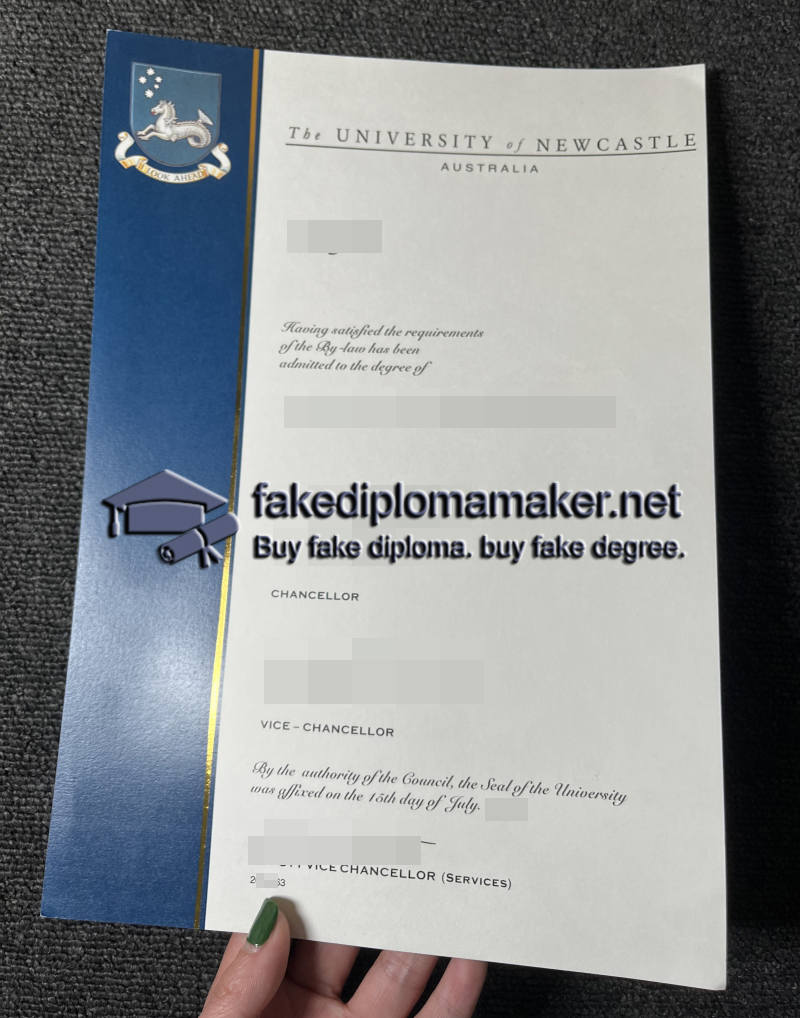 LOOK AHEAD
The UNIVERSITY of NEWCASTLE
AUSTRALIA
Having satisfied the requirements
of the By-law has been
admitted to the degree of
fakediplomamaker.net
Buy fake diploma. buy fake degree.
CHANCELLOR
VICE-CHANCELLOR
By the authority of the Council, the Seal of the University
was affixed on the 15th day of July.
VICE CHANCELLOR (SERVICES)